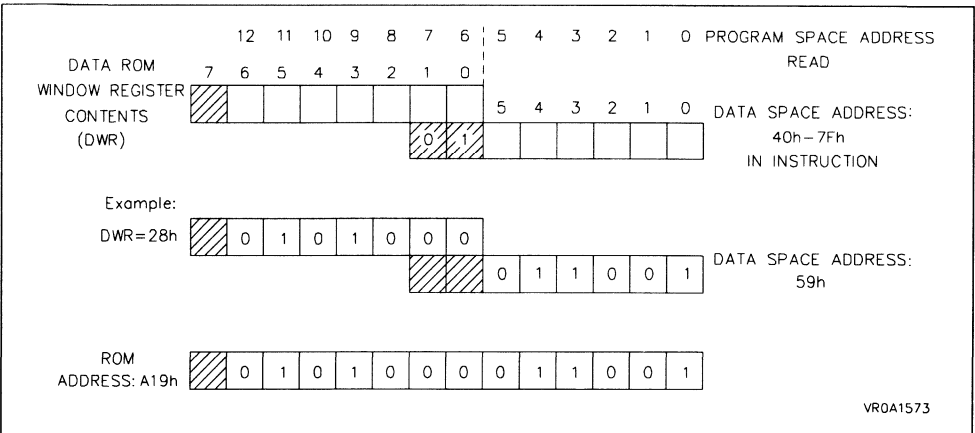 12 11 10 9 8 7 6 5 4 3 2 1 0 PROGRAM SPACE ADDRESS
READ
DATA ROM
WINDOW REGISTER
CONTENTS
(DWR)
7 6 5 4 3 2 1 0
5 4 3 2 1 0
0 1
DATA SPACE ADDRESS:
40h-7Fh
IN INSTRUCTION
Example:
DWR=28h
0 1 0 1 0 0 0
0 1 1 0 0 1
DATA SPACE ADDRESS:
59h
ROM
ADDRESS: A19h
0 1 0 1 0 0 0 0 1 1 0 0 1
VR0A1573